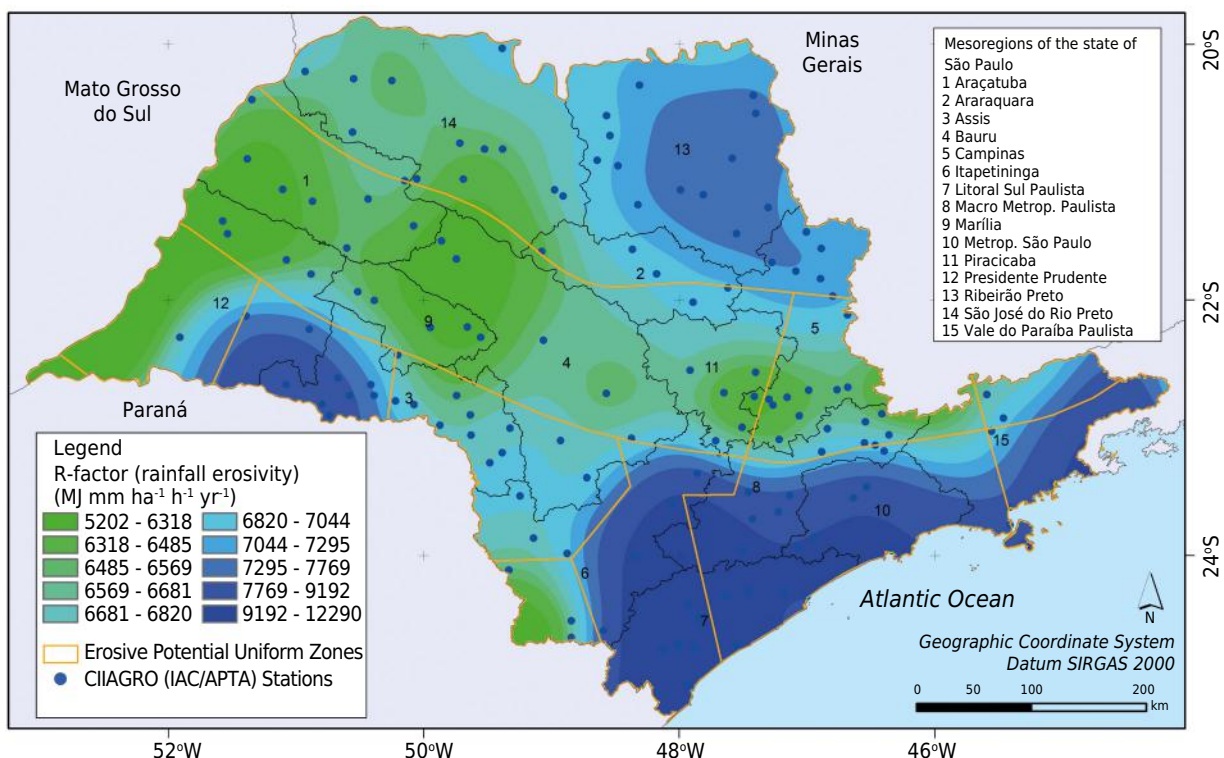 Minas
Gerais
Mato Grosso
do Sul
Paraná
Atlantic Ocean
Mesoregions of the state of
São Paulo
1 Araçatuba
2 Araraquara
3 Assis
4 Bauru
5 Campinas
6 Itapetininga
7 Litoral Sul Paulista
8 Macro Metrop. Paulista
9 Marília
10 Metrop. São Paulo
11 Piracicaba
12 Presidente Prudente
13 Ribeirão Preto
14 São José do Rio Preto
15 Vale do Paraíba Paulista
14
13
1
2
12
5
9
4
11
3
15
8
10
6
7
Legend
R-factor (rainfall erosivity)
(MJ mm ha⁻¹ h⁻¹ yr⁻¹)
5202 - 6318
6318 - 6485
6485 - 6569
6569 - 6681
6681 - 6820
6820 - 7044
7044 - 7295
7295 - 7769
7769 - 9192
9192 - 12290
Erosive Potential Uniform Zones
CIIAGRO (IAC/APTA) Stations
N
Geographic Coordinate System
Datum SIRGAS 2000
0 50 100 200
km
20°S
22°S
24°S
52°W
50°W
48°W
46°W